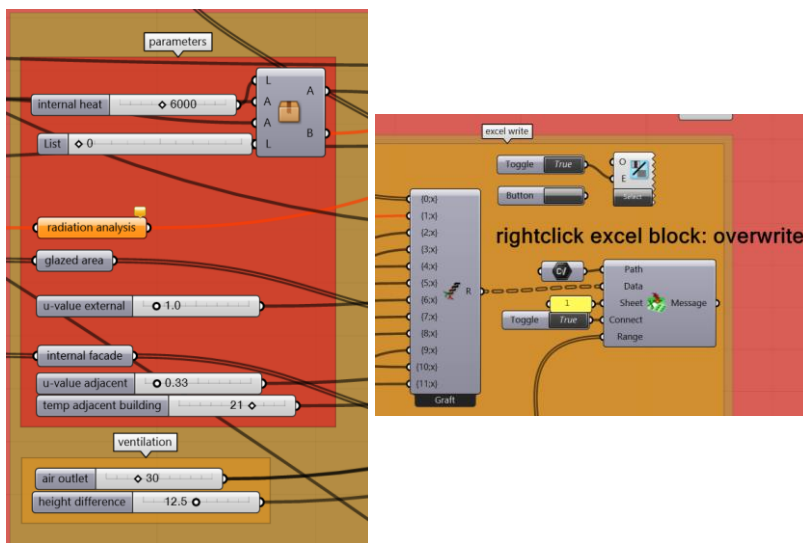 parameters
L
A
A
internal heat
6000
A
B
List
0
L
radiation analysis
glazed area
u-value external
1.0
internal facade
u-value adjacent
0.33
temp adjacent building
21
ventilation
air outlet
30
height difference
12.5
excel write
Toggle
True
O
E
Select
Button
rightclick excel block: overwrite
{0;x}
{1;x}
{2;x}
{3;x}
{4;x}
{5;x}
{6;x}
{7;x}
{8;x}
{9;x}
{10;x}
{11;x}
R
Graft
C/
Path
Data
1
Sheet
Message
Toggle
True
Connect
Range